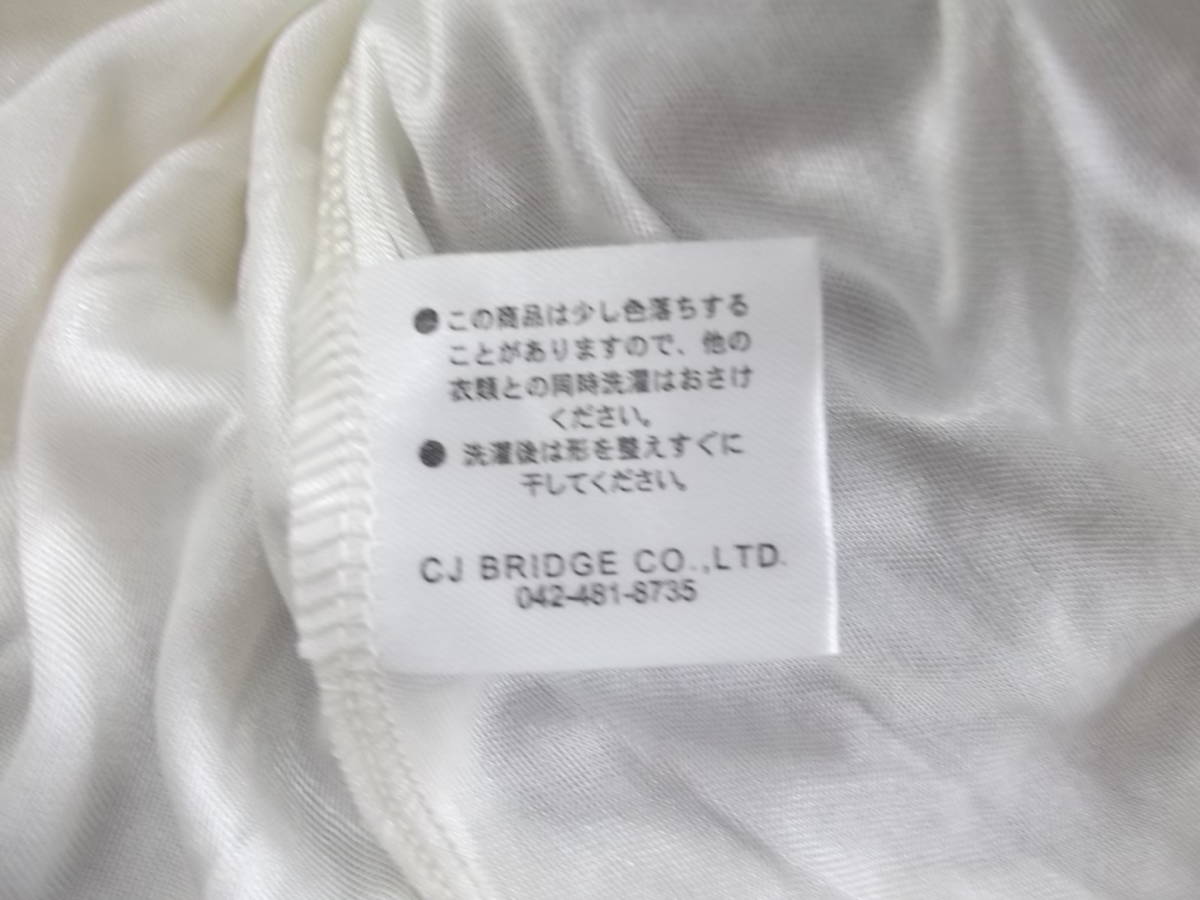 ●この商品は少し色落ちする
ことがありますので、他の
衣類との同時洗濯はおさけ
ください。
● 洗濯後は形を整えすぐに
干してください。
CJ BRIDGE CO.,LTD.
042-481-8735